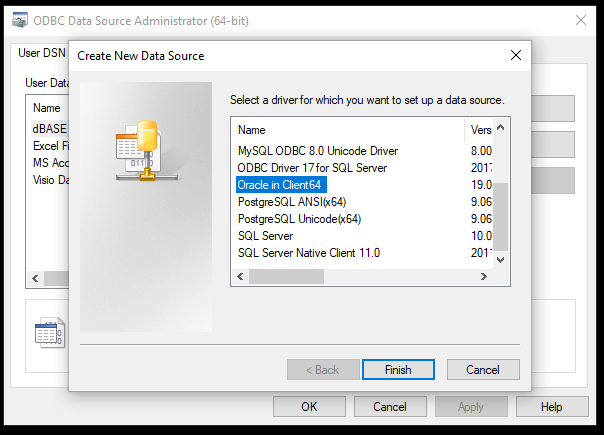 ODBC Data Source Administrator (64-bit)
Create New Data Source
User DSN
User Data
Name
dBASE
Excel Fi
MS Acc
Visio Da
Select a driver for which you want to set up a data source.
Name Vers
MySQL ODBC 8.0 Unicode Driver 8.00
ODBC Driver 17 for SQL Server 2017
Oracle in Client64 19.0
PostgreSQL ANSI(x64) 9.06
PostgreSQL Unicode(x64) 9.06
SQL Server 10.0
SQL Server Native Client 11.0 2011
< Back Finish Cancel
OK Cancel Apply Help